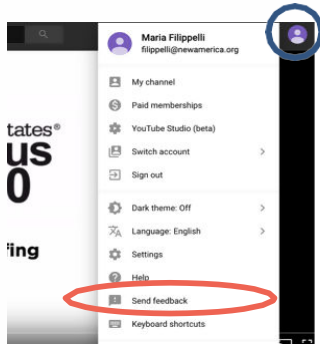 Maria Filippelli
filippelli@newamerica.org
My channel
Paid memberships
YouTube Studio (beta)
Switch account
Sign out
Dark theme: Off
Language: English
Settings
Help
Send feedback
Keyboard shortcuts
tates®
us
0
fing